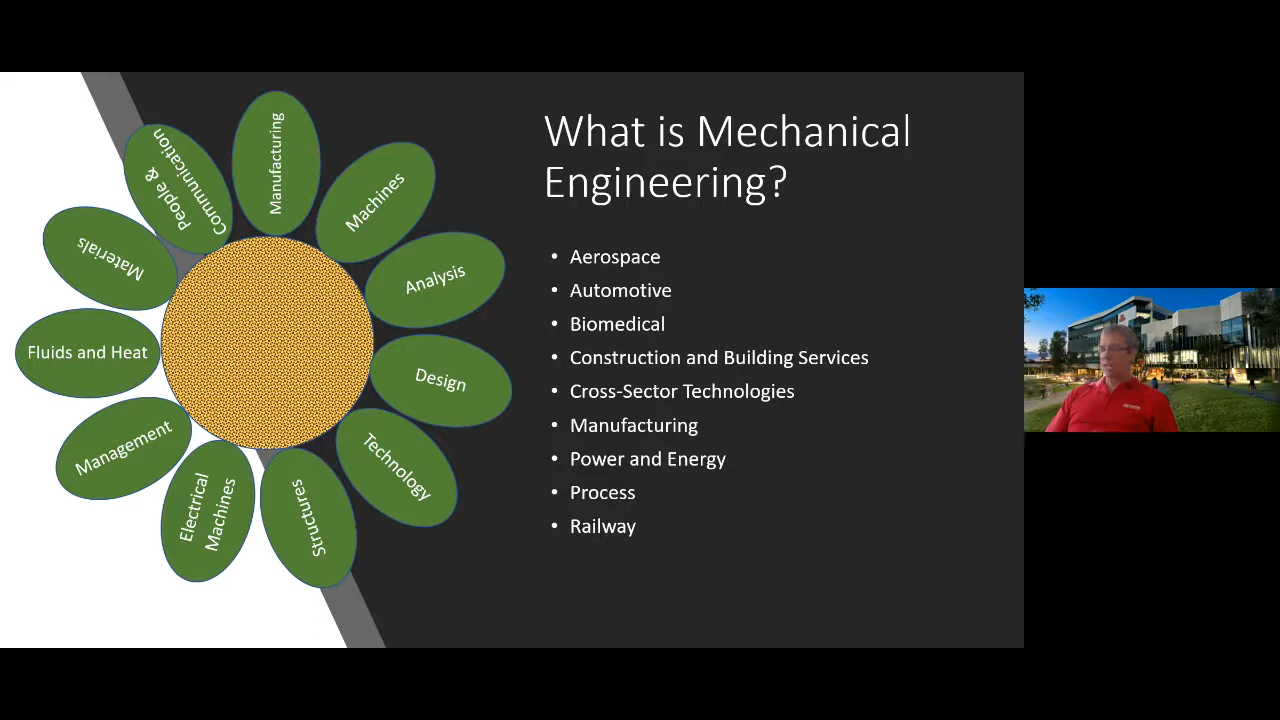 What is Mechanical
Engineering?
• Aerospace
• Automotive
• Biomedical
• Construction and Building Services
• Cross-Sector Technologies
• Manufacturing
• Power and Energy
• Process
• Railway
Manufacturing
Machines
Analysis
Design
Technology
Structures
Electrical
Machines
Management
Fluids and Heat
Materials
People &
Communication